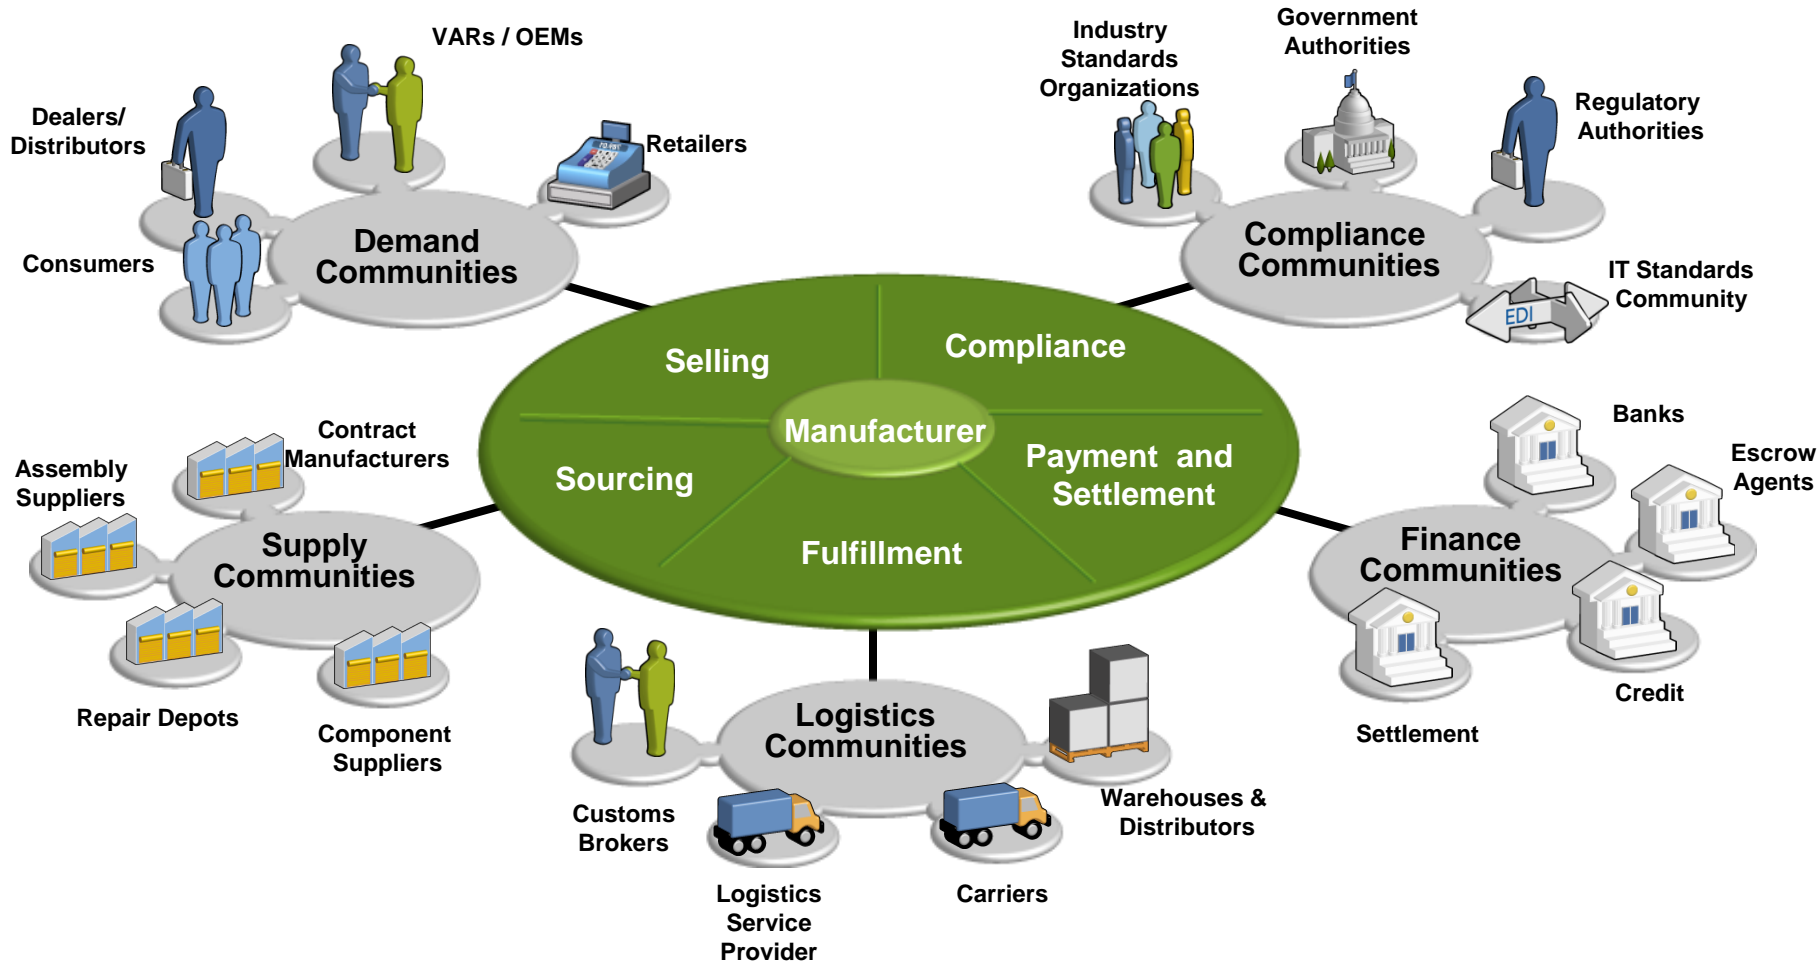 VARs / OEMs
Dealers/
Distributors
Retailers
Consumers
Demand
Communities
Industry
Standards
Organizations
Government
Authorities
Regulatory
Authorities
IT Standards
Community
EDI
Compliance
Communities
Selling
Compliance
Manufacturer
Sourcing
Payment and
Settlement
Fulfillment
Contract
Manufacturers
Assembly
Suppliers
Supply
Communities
Repair Depots
Component
Suppliers
Banks
Escrow
Agents
Finance
Communities
Credit
Settlement
Logistics
Communities
Customs
Brokers
Logistics
Service
Provider
Carriers
Warehouses &
Distributors